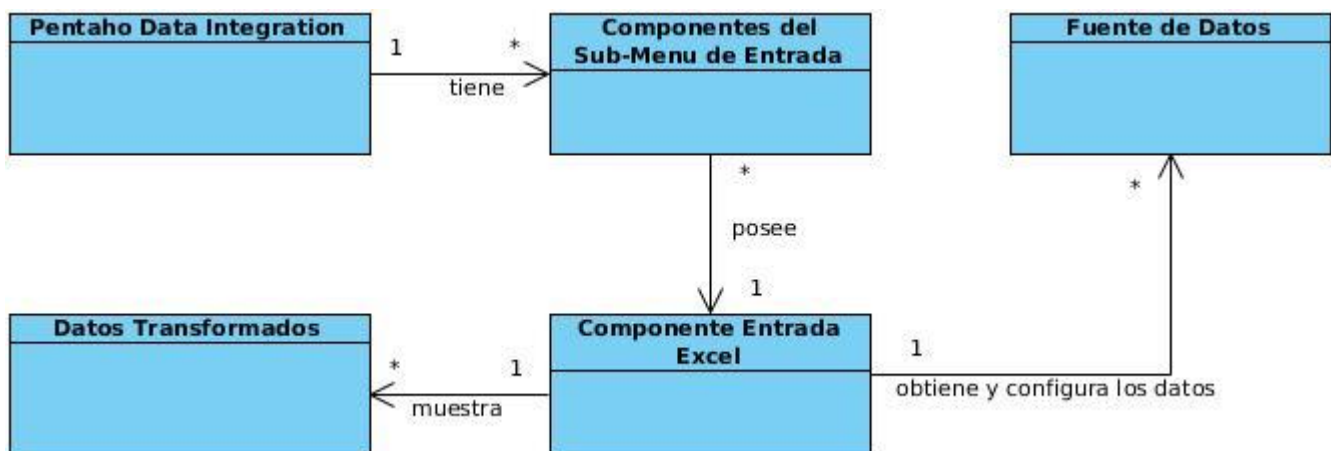 Pentaho Data Integration
1
*
tiene
Componentes del
Sub-Menu de Entrada
Fuente de Datos
*
posee
1
*
Datos Transformados
*
1
muestra
Componente Entrada
Excel
1
obtiene y configura los datos